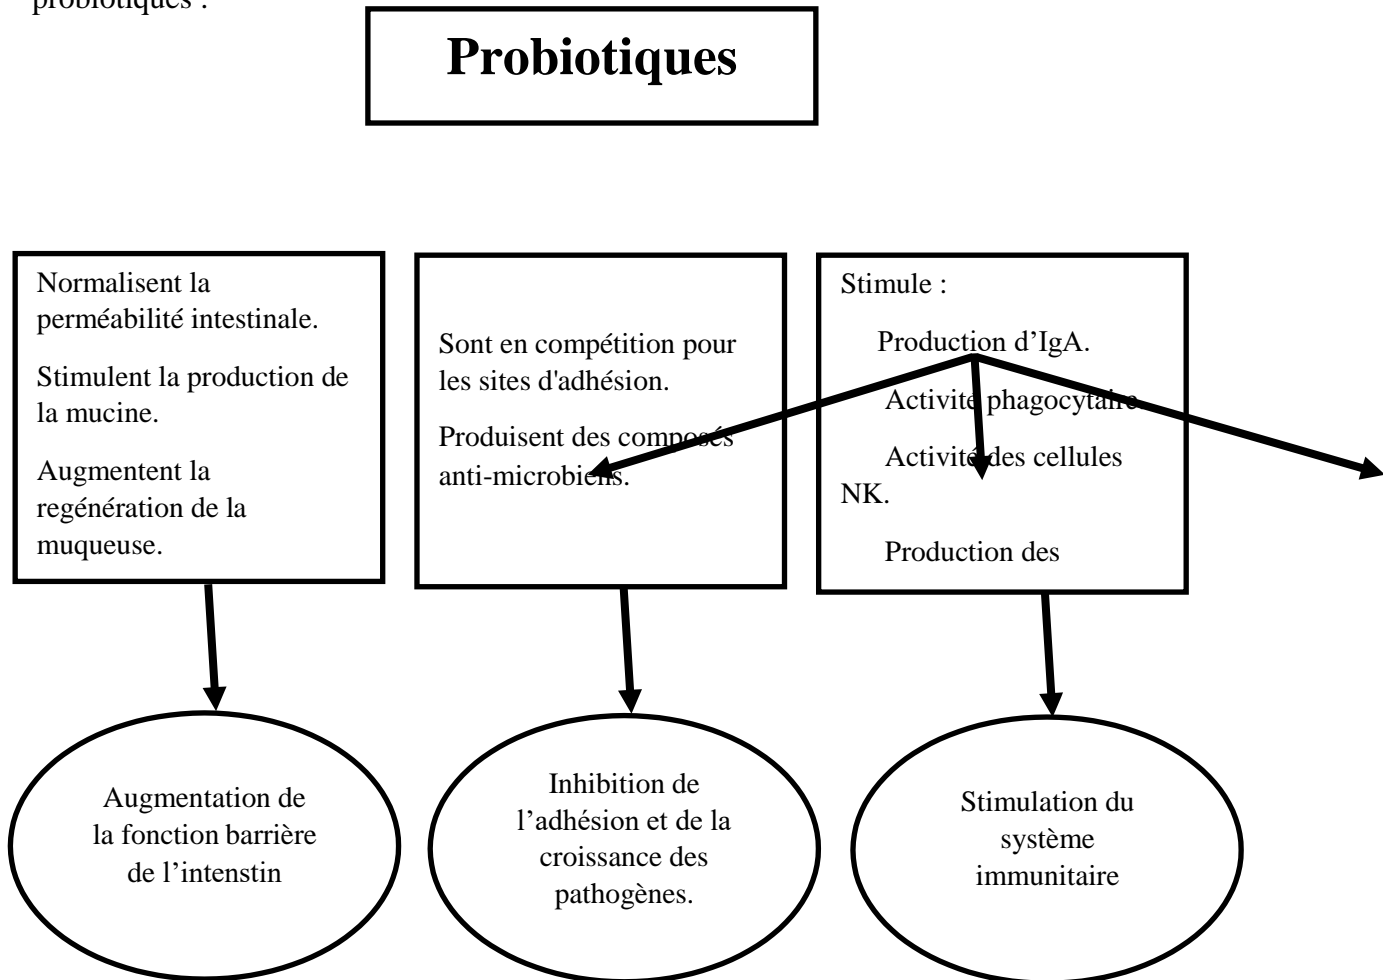 probiotiques :
Probiotiques
Normalisent la
perméabilité intestinale.
Stimulent la production de
la mucine.
Augmentent la
regénération de la
muqueuse.
Sont en compétition pour
les sites d'adhésion.
Produisent des composés
anti-microbiens.
Stimule :
Production d’IgA.
Activité phagocytaire
Activité des cellules
NK.
Production des
Augmentation de
la fonction barrière
de l’intenstin
Inhibition de
l’adhésion et de la
croissance des
pathogènes.
Stimulation du
système
immunitaire